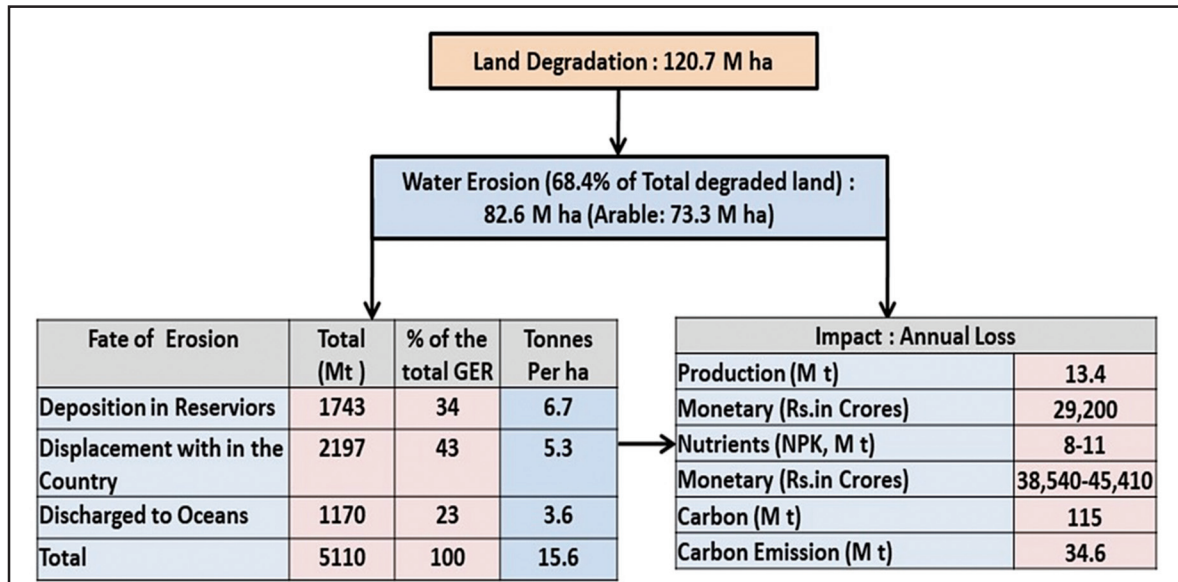 Land Degradation : 120.7 M ha
Water Erosion (68.4% of Total degraded land) :
82.6 M ha (Arable: 73.3 M ha)
Fate of Erosion Total (Mt ) % of the total GER Tonnes Per ha
Deposition in Reserviors 1743 34 6.7
Displacement with in the Country 2197 43 5.3
Discharged to Oceans 1170 23 3.6
Total 5110 100 15.6
Impact : Annual Loss
Production (M t) 13.4
Monetary (Rs.in Crores) 29,200
Nutrients (NPK, M t) 8-11
Monetary (Rs.in Crores) 38,540-45,410
Carbon (M t) 115
Carbon Emission (M t) 34.6